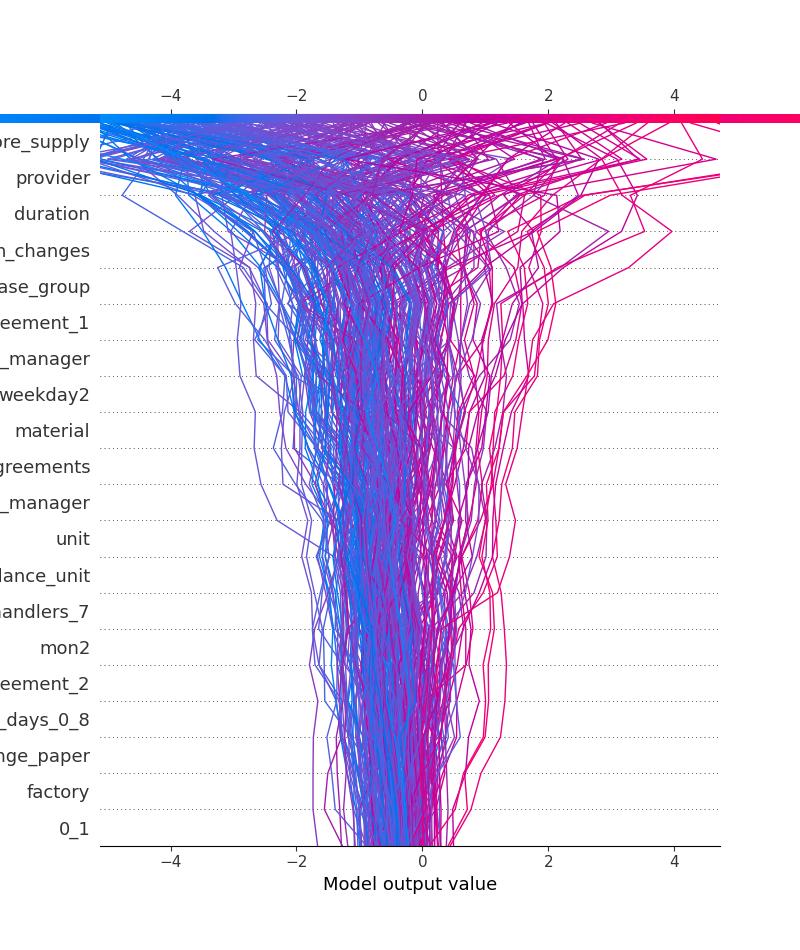 −4 −2 0 2 4
ore_supply
provider
duration
n_changes
ase_group
eement_1
_manager
weekday2
material
greements
_manager
unit
lance_unit
handlers_7
mon2
eement_2
_days_0_8
nge_paper
factory
0_1
−4 −2 0 2 4
Model output value